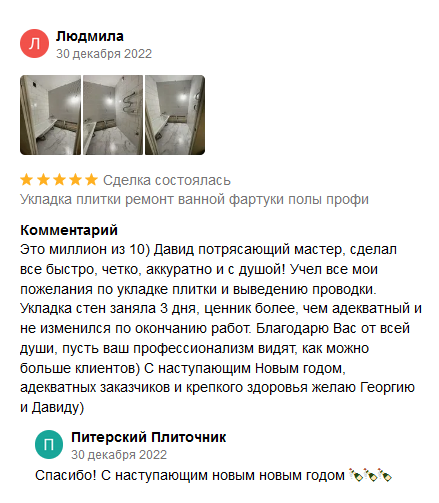 Л
Людмила
30 декабря 2022
Сделка состоялась
Укладка плитки ремонт ванной фартуки полы профи
Комментарий
Это миллион из 10) Давид потрясающий мастер, сделал
все быстро, четко, аккуратно и с душой! Учел все мои
пожелания по укладке плитки и выведению проводки.
Укладка стен заняла 3 дня, ценник более, чем адекватный и
не изменился по окончанию работ. Благодарю Вас от всей
души, пусть ваш профессионализм видят, как можно
больше клиентов) С наступающим Новым годом,
адекватных заказчиков и крепкого здоровья желаю Георгию
и Давиду)
П
Питерский Плиточник
30 декабря 2022
Спасибо! С наступающим новым новым годом 🍾🍾🍾